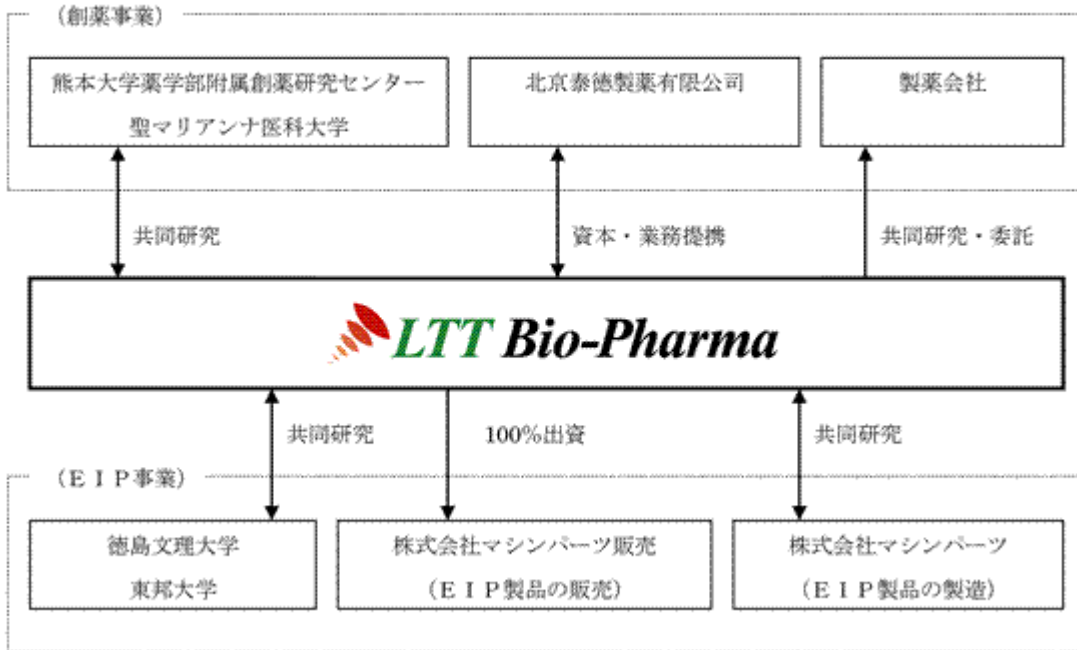 （創薬事業）
熊本大学薬学部附属創薬研究センター
聖マリアンナ医科大学
北京泰徳製薬有限公司
製薬会社
共同研究
資本・業務提携
共同研究・委託
LTT Bio-Pharma
共同研究
100%出資
共同研究
（ＥＩＰ事業）
徳島文理大学
東邦大学
株式会社マシンパーツ販売
（ＥＩＰ製品の販売）
株式会社マシンパーツ
（ＥＩＰ製品の製造）